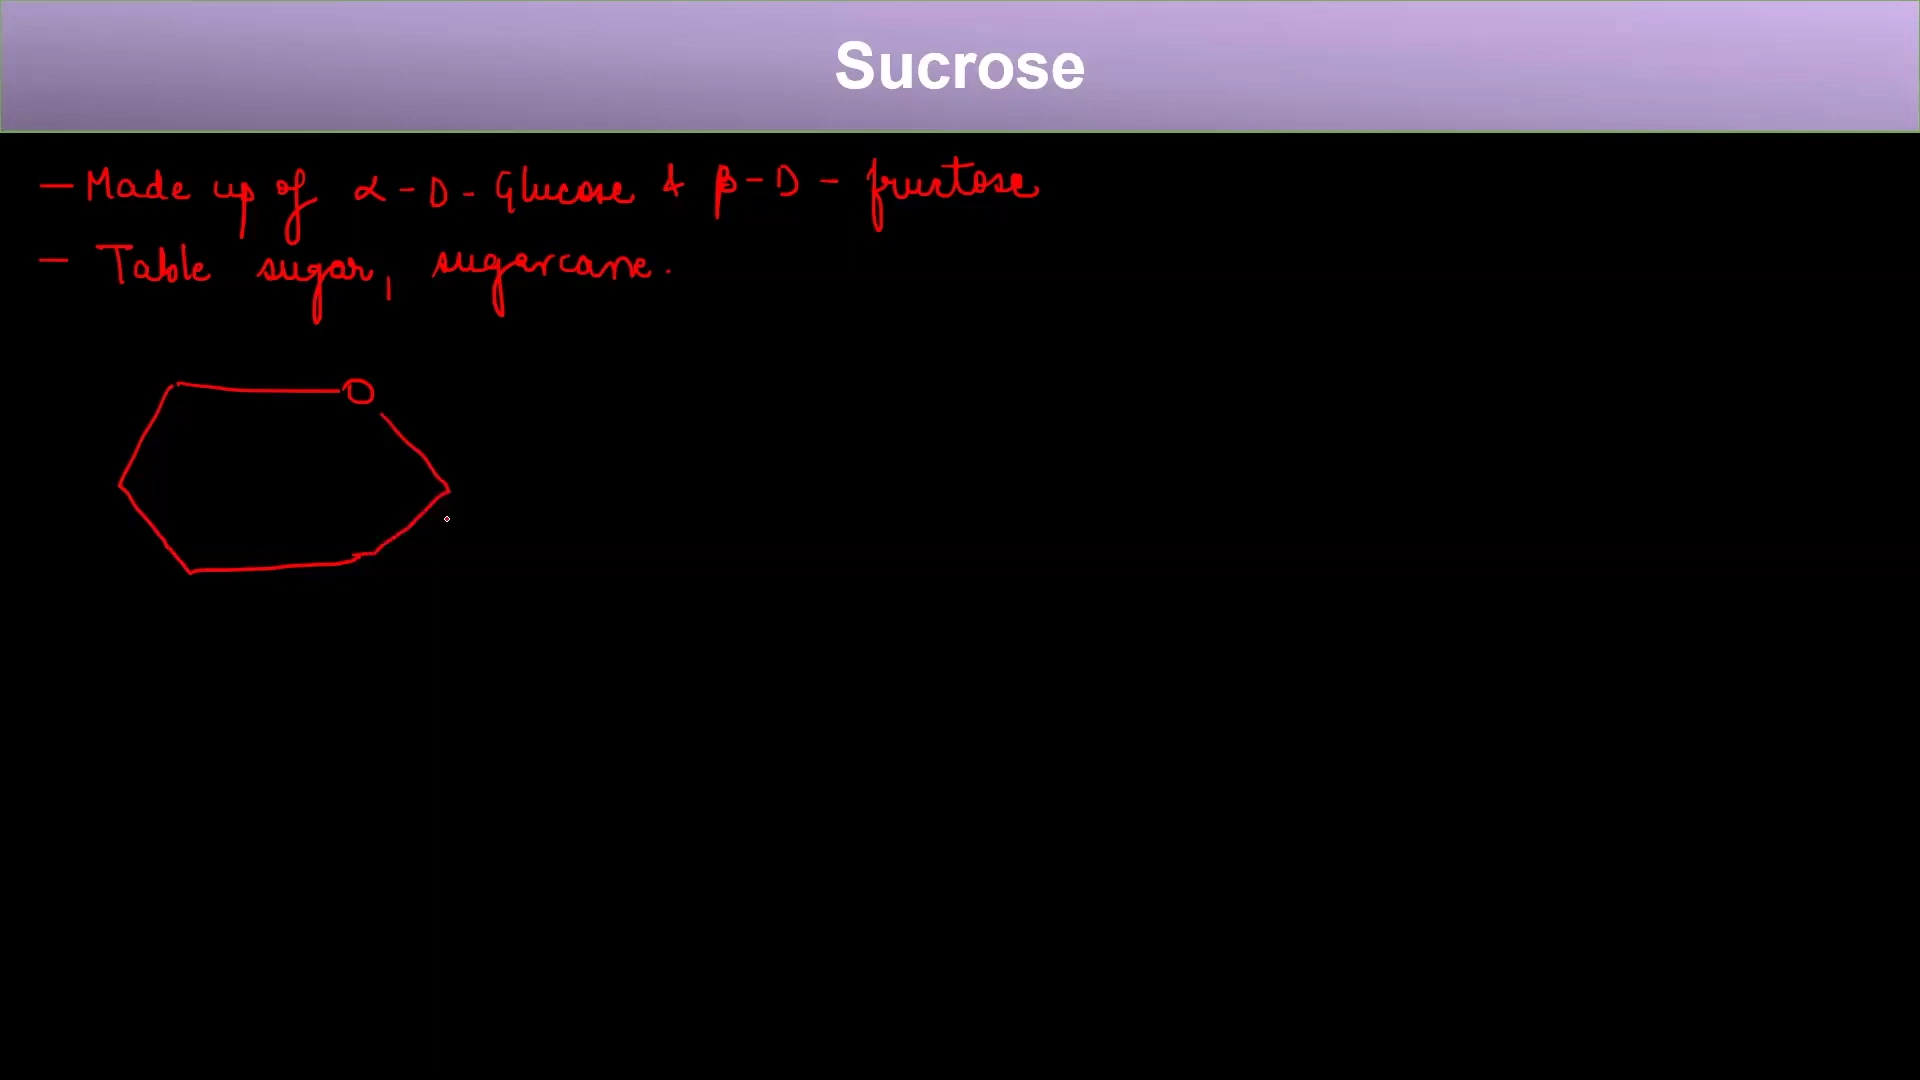 Sucrose
— Made up of α-D-Glucose & β-D-fructose
— Table sugar, sugarcane.
O